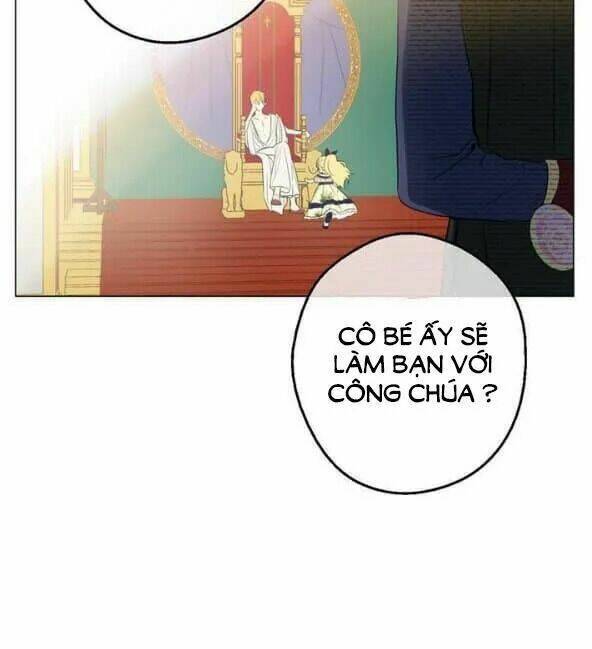 CÔ BÉ ẤY SẼ
LÀM BẠN VỚI
CÔNG CHÚA ?